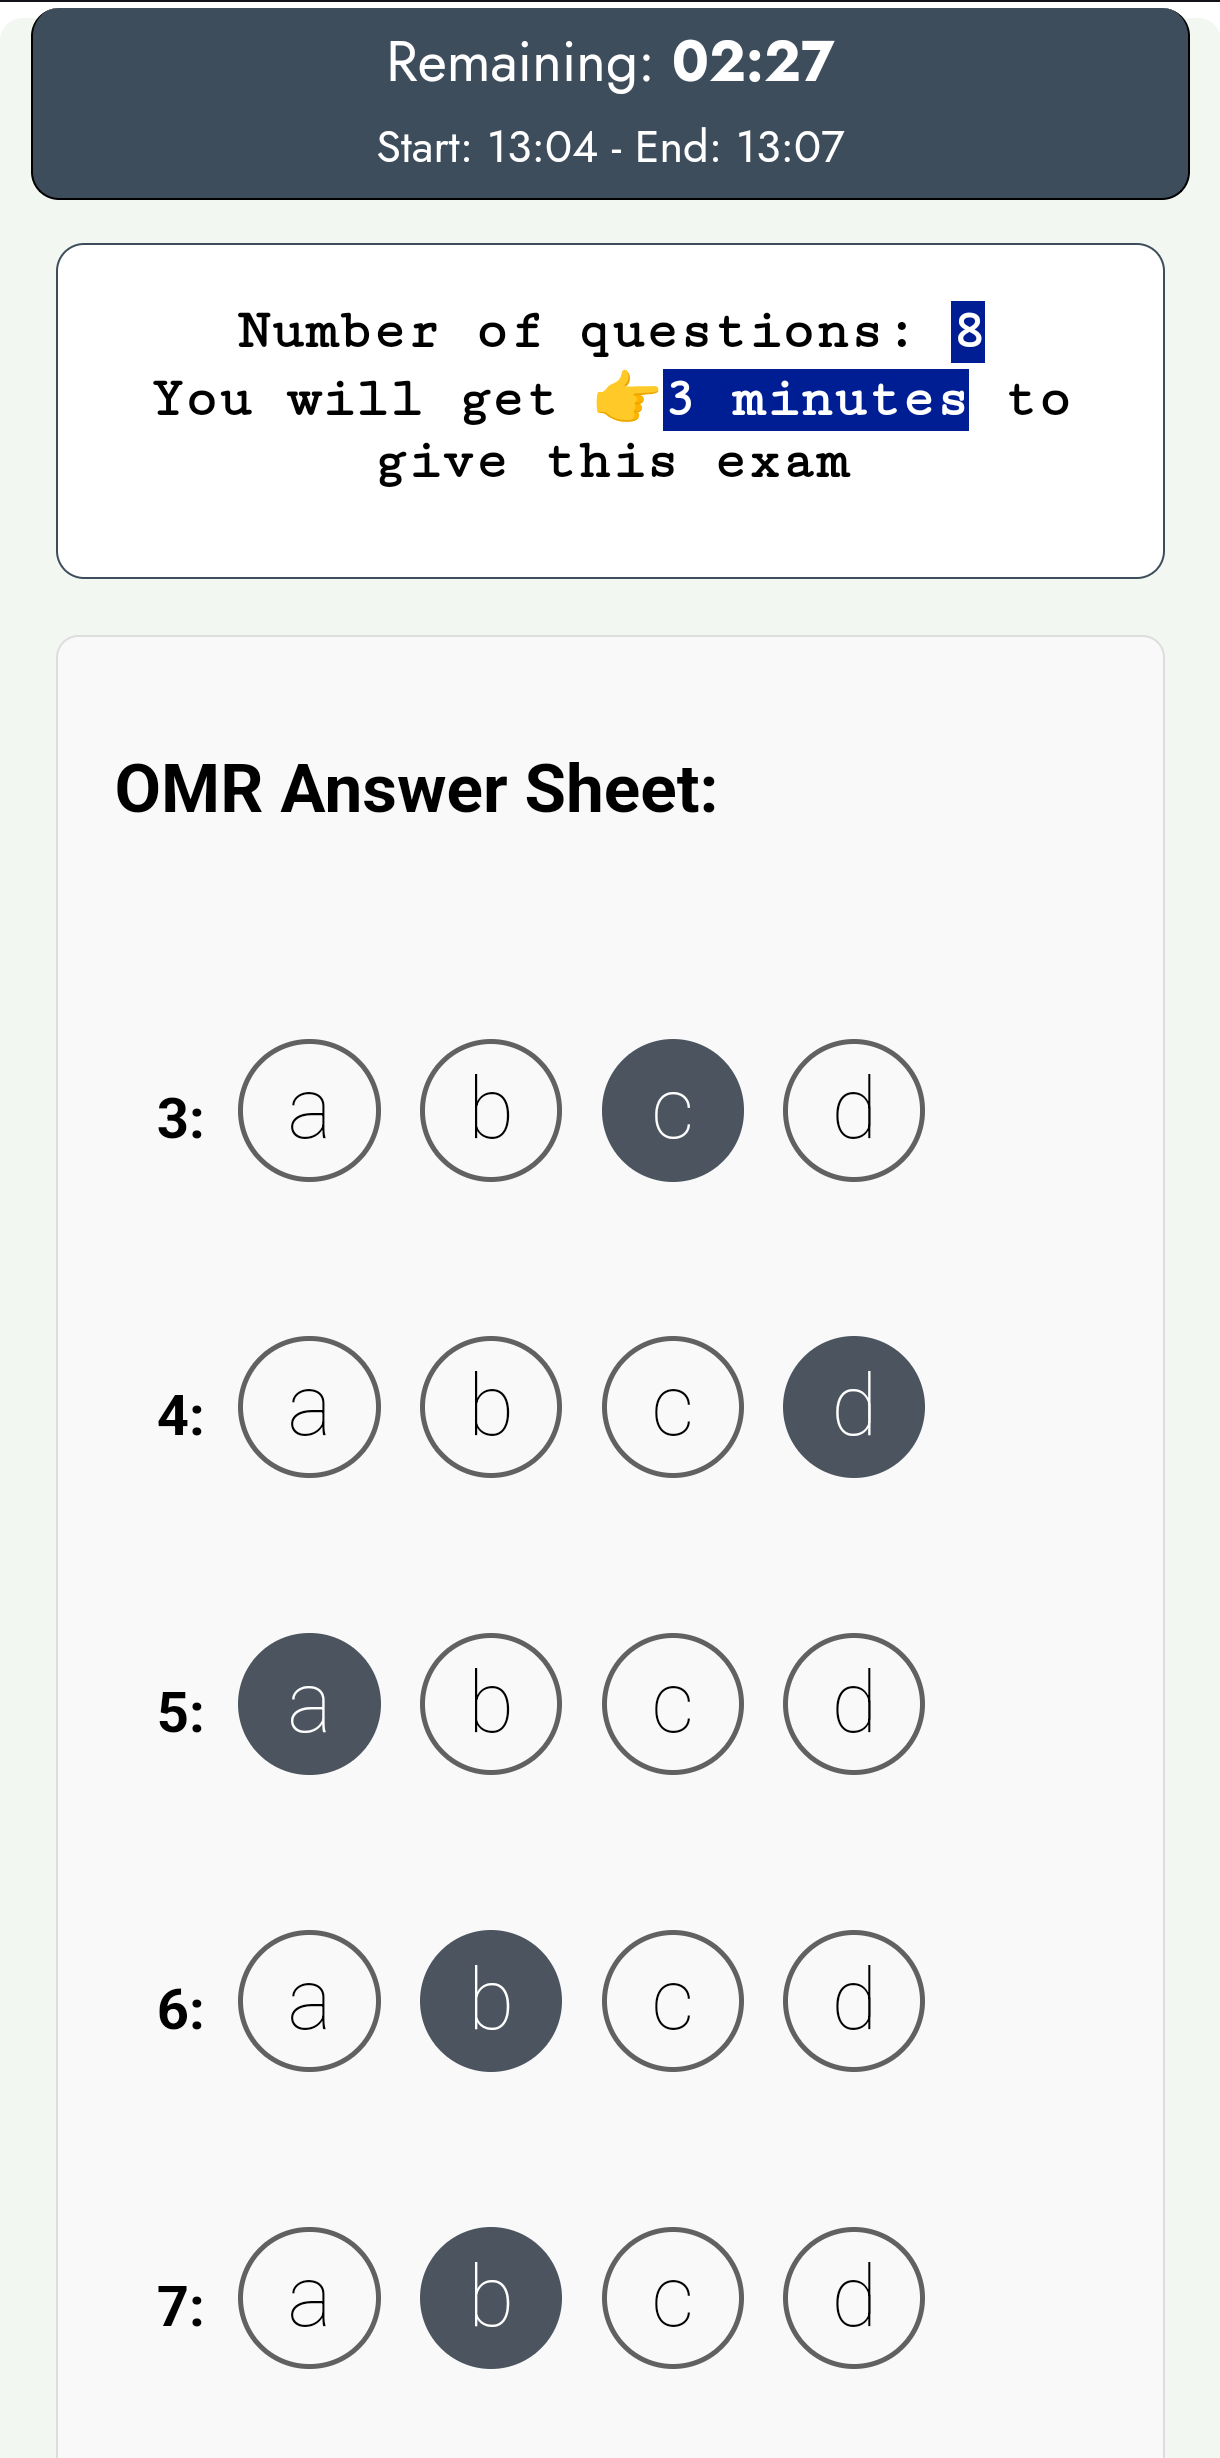 Remaining: 02:27
Start: 13:04 - End: 13:07
Number of questions: 8
You will get 👉3 minutes to
give this exam
OMR Answer Sheet:
3: a b c d
4: a b c d
5: a b c d
6: a b c d
7: a b c d